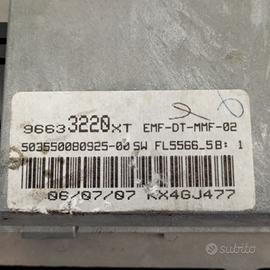 96633220XT EMF-DT-MMF-02
503550080925-00 SW FL5566_5B: 1
06/07/07 KX4GJ477
subito